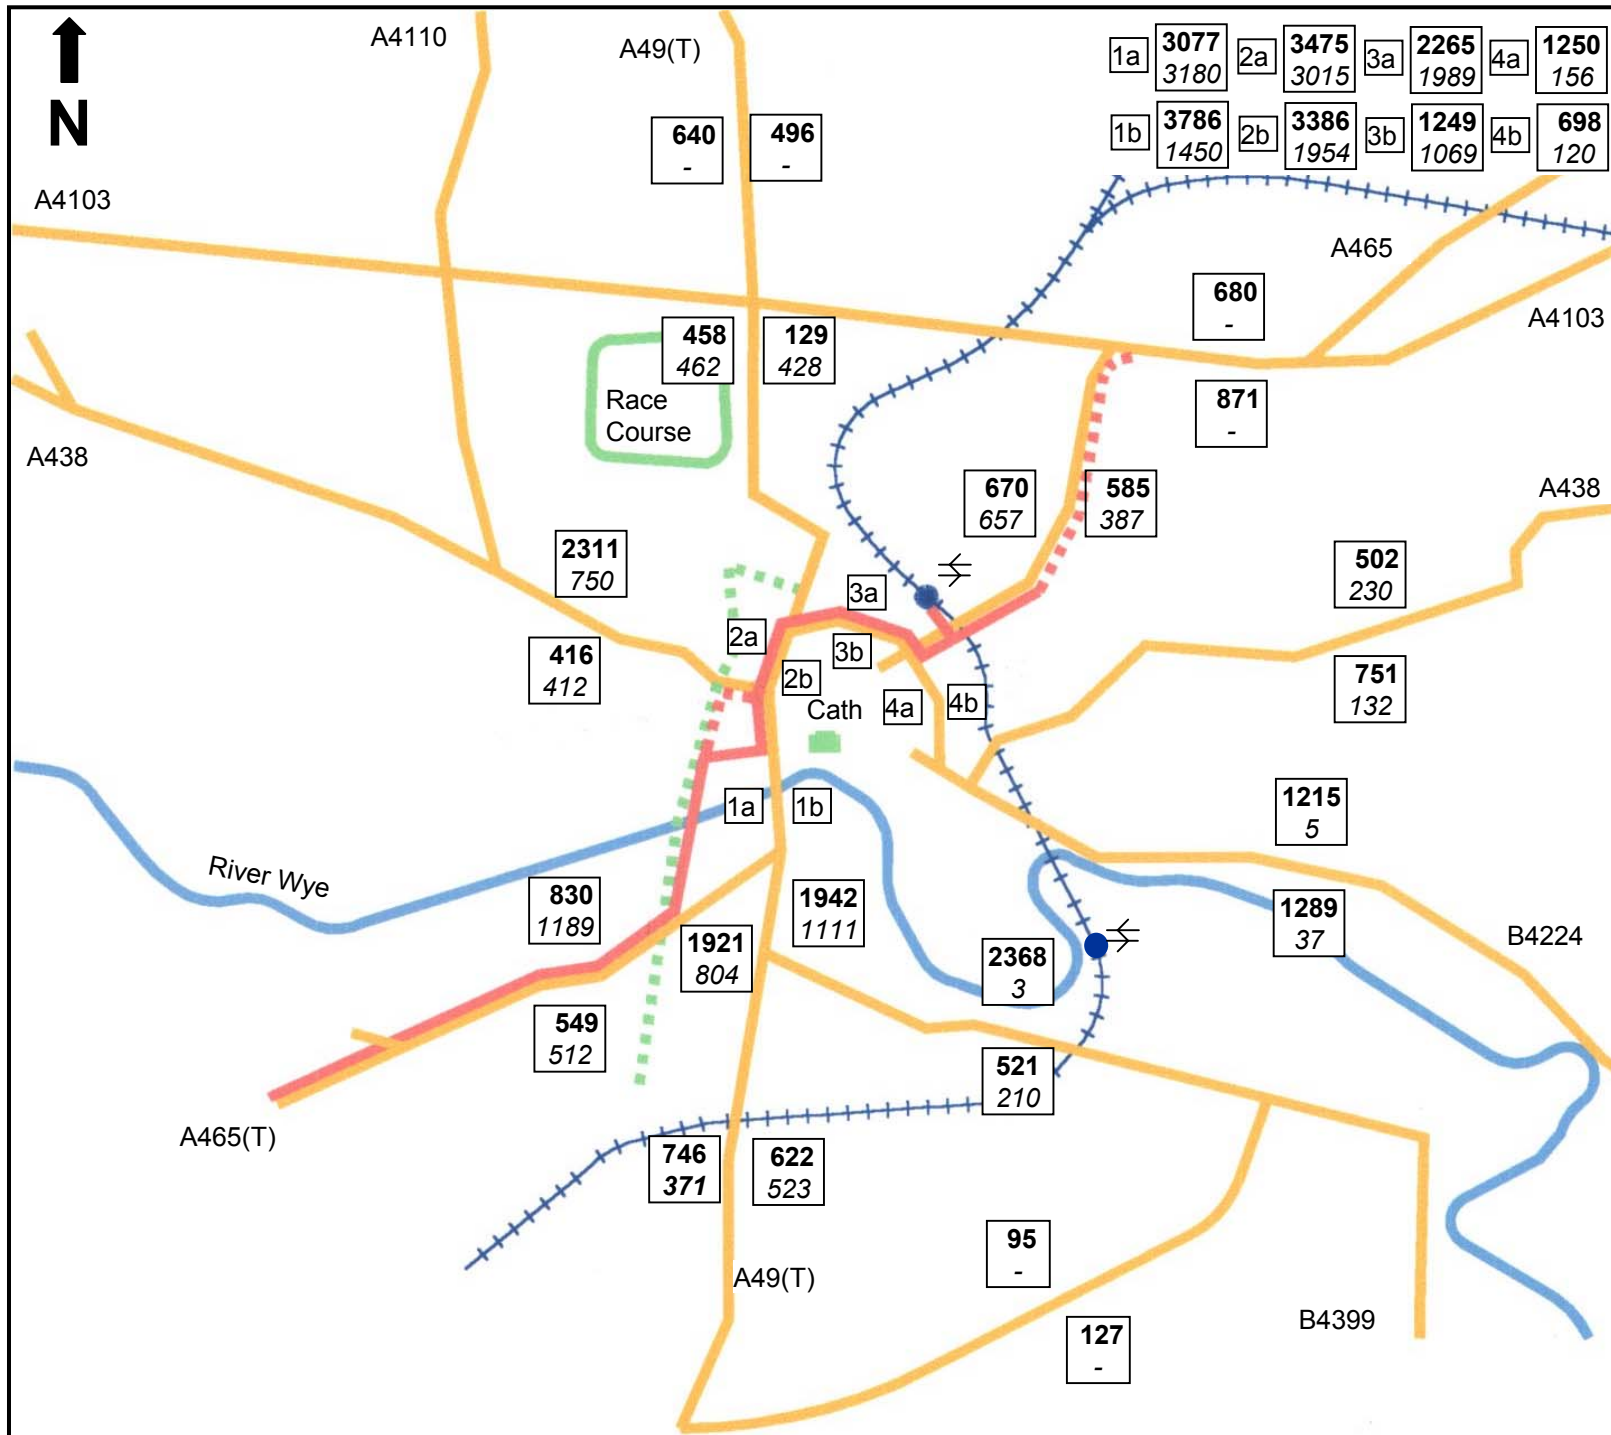 A4110
A49(T)
1a 3077 2a 3475 3a 2265 4a 1250
3180 3015 1989 156
1b 3786 2b 3386 3b 1249 4b 698
1450 1954 1069 120
N
640 496
- -
A4103
A465
680
-
A4103
458 129
462 428
Race
Course
871
-
A438
A438
670 585
657 387
2311
750
502
230
3a
2a
3b
416
412
2b
751
132
Cath
4a
4b
1a
1b
1215
5
River Wye
830
1189
1942
1111
1289
37
1921
804
2368
3
B4224
549
512
521
210
A465(T)
746 622
371 523
95
-
A49(T)
B4399
127
-